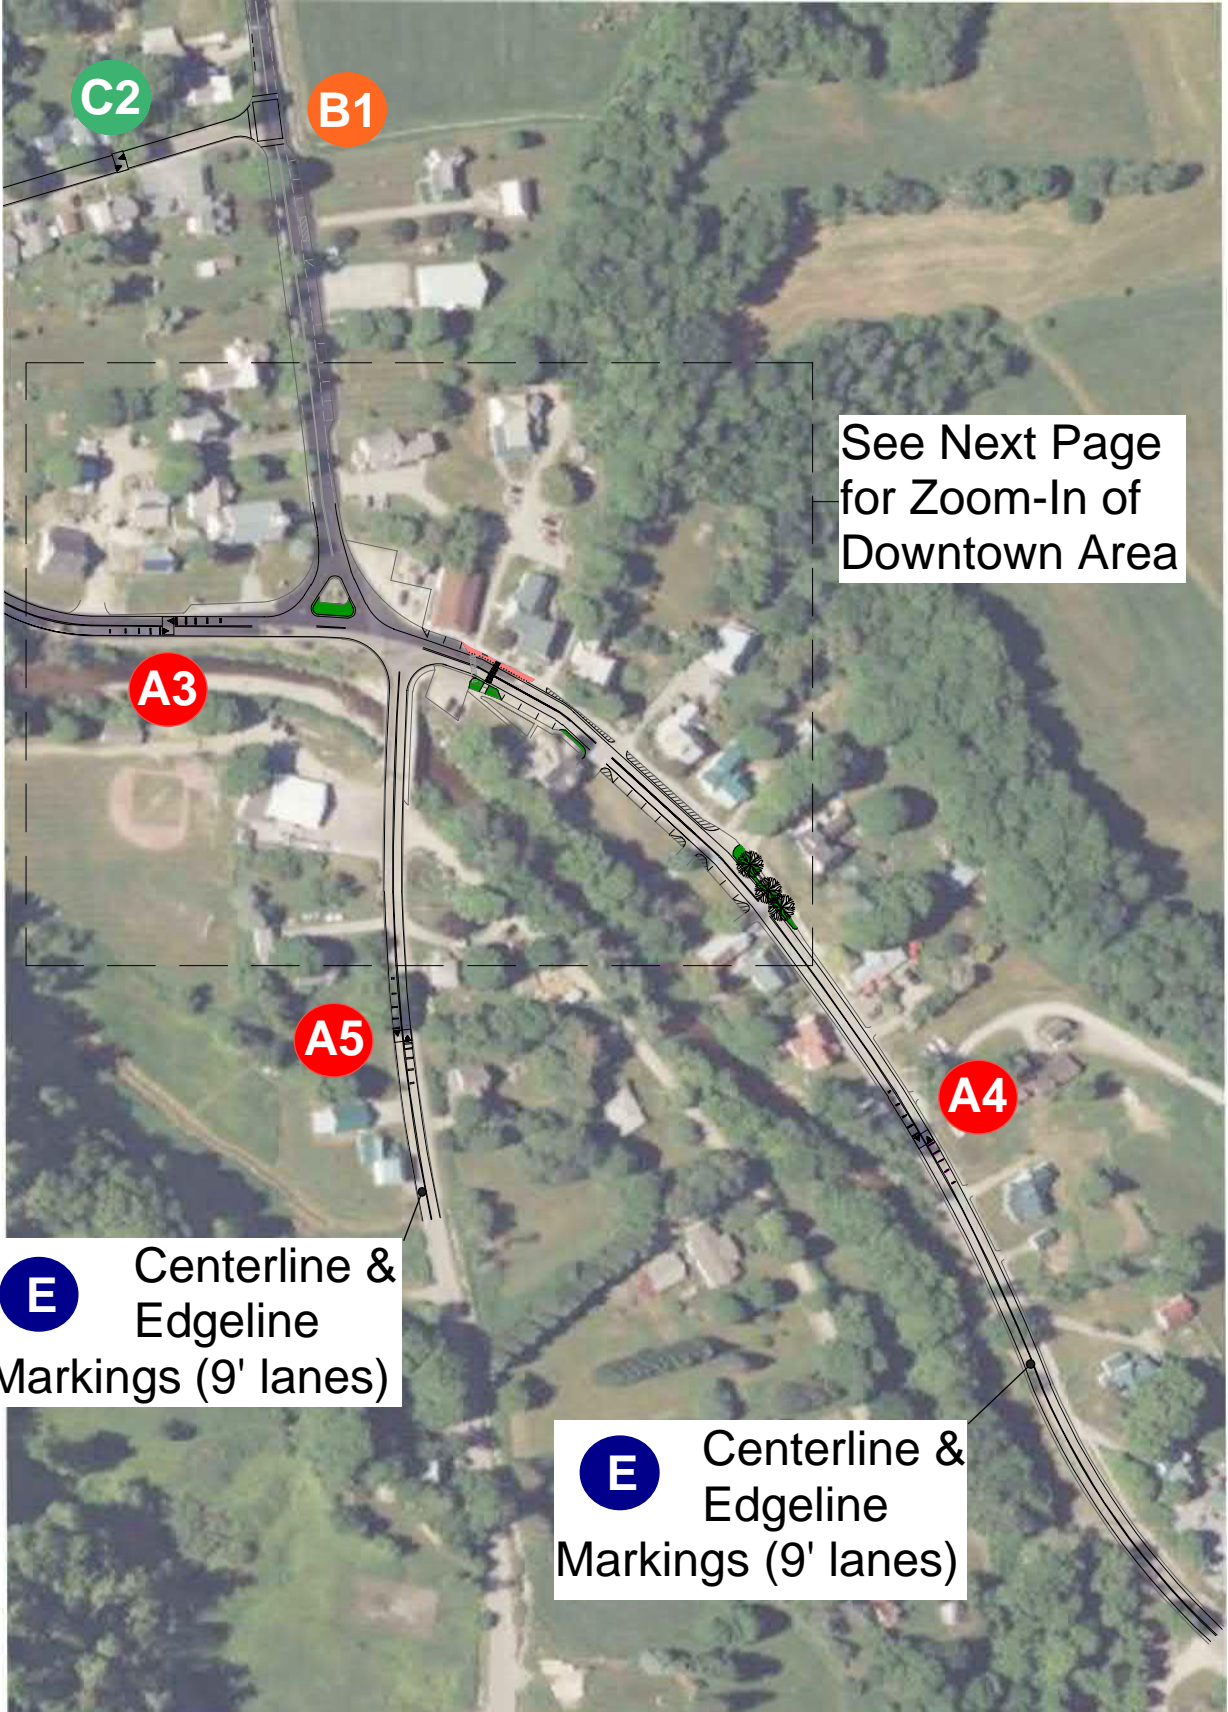 C2
B1
See Next Page
for Zoom-In of
Downtown Area
A3
A5
A4
E
Centerline &
Edgeline
Markings (9' lanes)
E
Centerline &
Edgeline
Markings (9' lanes)